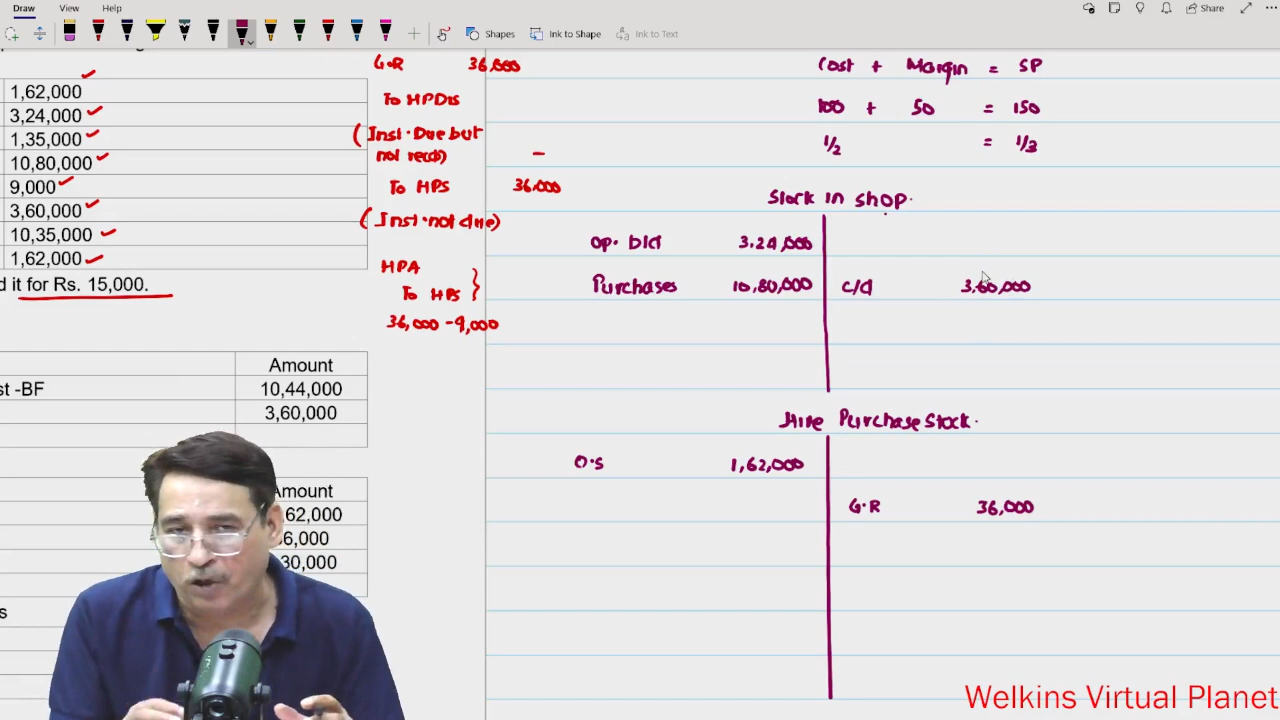 Draw View Help
Share
Shapes Ink to Shape Ink to Text
1,62,000
3,24,000
1,35,000
10,80,000
9,000
3,60,000
10,35,000
1,62,000
d it for Rs. 15,000.
Amount
st -BF 10,44,000
3,60,000
Amount
,62,000
6,000
30,000
s
G.R 36,000
To HPDrs
(Inst. Due but
not recd) –
To HPS 36,000
(Inst. not due)
HPA
To HPS }
36,000 - 9,000
Cost + Margin = SP
100 + 50 = 150
1/2 = 1/3
Stock in shop.
Op. bld 3,24,000
Purchases 10,80,000 c/d 3,60,000
Hire Purchase Stock.
O.S 1,62,000
G.R 36,000
Welkins Virtual Planet